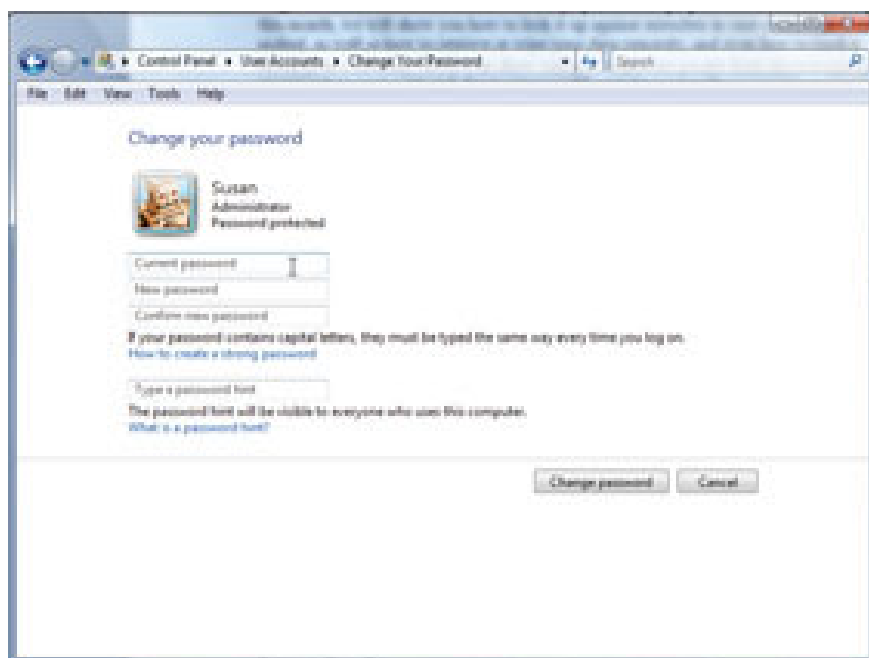 Control Panel User Accounts Change Your Password Search
File Edit View Tools Help
Change your password
Susan
Administrator
Password protected
Current password
New password
Confirm new password
If your password contains capital letters, they must be typed the same way every time you log on.
How to create a strong password
Type a password hint
The password hint will be visible to everyone who uses this computer.
What is a password hint?
Change password Cancel